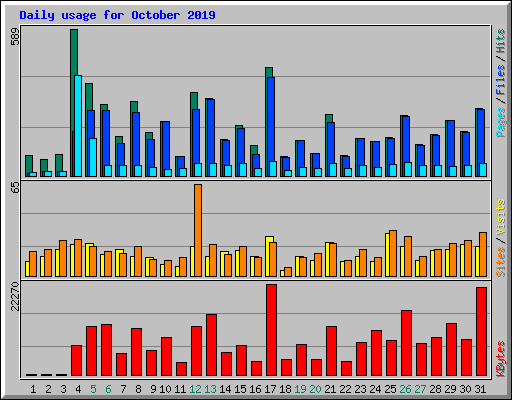 Daily usage for October 2019
589
Pages / Files / Hits
65
Sites / Visits
22270
KBytes
1 2 3 4 5 6 7 8 9 10 11 12 13 14 15 16 17 18 19 20 21 22 23 24 25 26 27 28 29 30 31